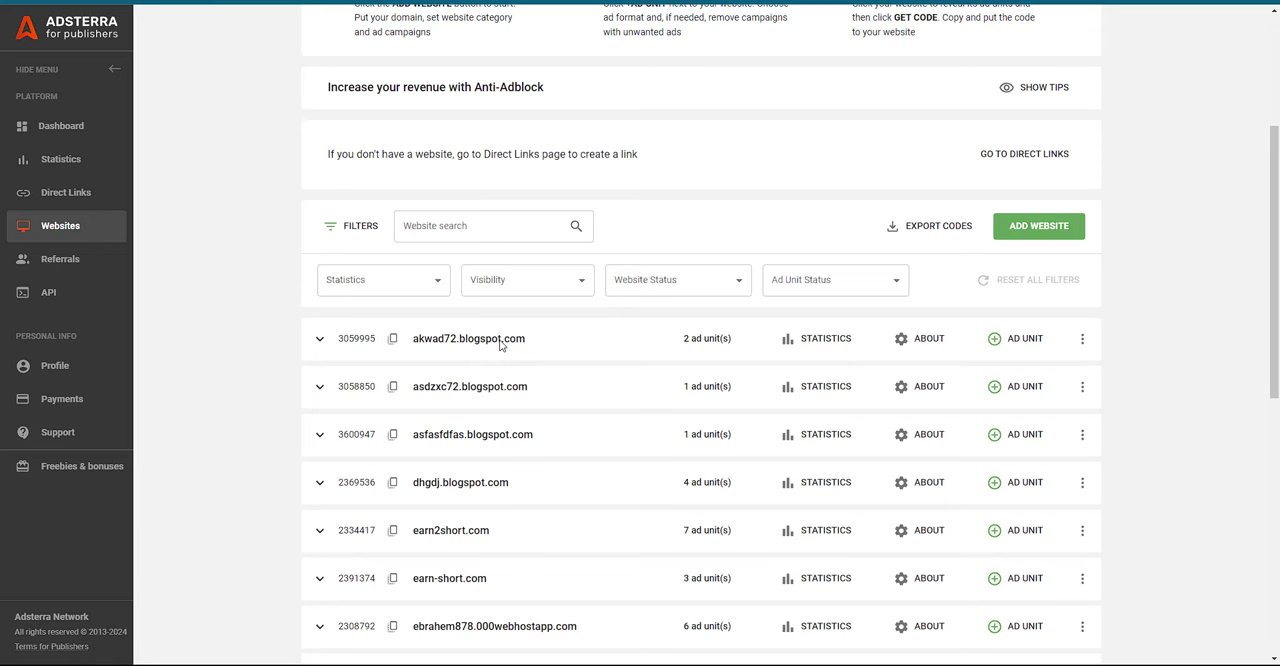 ADSTERRA
for publishers
HIDE MENU
PLATFORM
Dashboard
Statistics
Direct Links
Websites
Referrals
API
PERSONAL INFO
Profile
Payments
Support
Freebies & bonuses
Adsterra Network
All rights reserved © 2013-2024
Terms for Publishers
Put your domain, set website category
and ad campaigns
ad format and, if needed, remove campaigns
with unwanted ads
then click GET CODE. Copy and put the code
to your website
Increase your revenue with Anti-Adblock
SHOW TIPS
If you don't have a website, go to Direct Links page to create a link
GO TO DIRECT LINKS
FILTERS
Website search
EXPORT CODES
ADD WEBSITE
Statistics
Visibility
Website Status
Ad Unit Status
RESET ALL FILTERS
3059995 akwad72.blogspot.com 2 ad unit(s) STATISTICS ABOUT AD UNIT
3058850 asdzxc72.blogspot.com 1 ad unit(s) STATISTICS ABOUT AD UNIT
3600947 asfasfdfas.blogspot.com 1 ad unit(s) STATISTICS ABOUT AD UNIT
2369536 dhgdj.blogspot.com 4 ad unit(s) STATISTICS ABOUT AD UNIT
2334417 earn2short.com 7 ad unit(s) STATISTICS ABOUT AD UNIT
2391374 earn-short.com 3 ad unit(s) STATISTICS ABOUT AD UNIT
2308792 ebrahem878.000webhostapp.com 6 ad unit(s) STATISTICS ABOUT AD UNIT